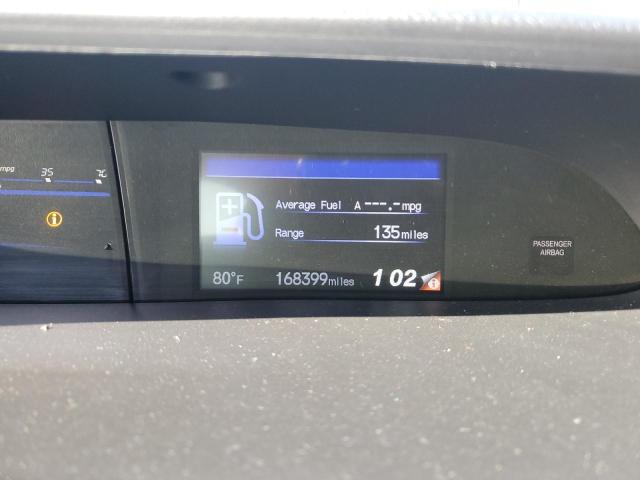 mpg 35
Average Fuel A ---.- mpg
Range 135 miles
80°F 168399 miles 1 02
PASSENGER
AIRBAG